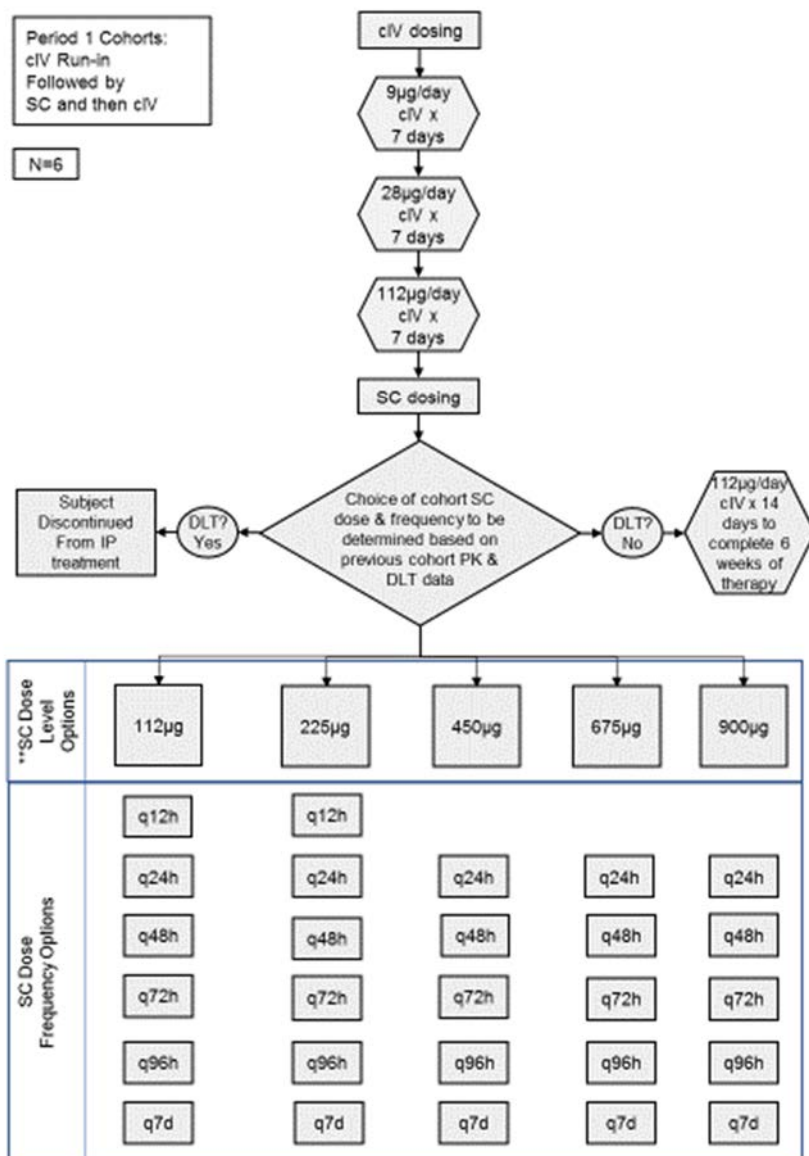 Period 1 Cohorts:
cIV Run-in
Followed by
SC and then cIV
N=6
cIV dosing
9µg/day
cIV x
7 days
28µg/day
cIV x
7 days
112µg/day
cIV x
7 days
SC dosing
Subject
Discontinued
From IP
treatment
DLT?
Yes
Choice of cohort SC
dose & frequency to be
determined based on
previous cohort PK &
DLT data
DLT?
No
112µg/day
cIV x 14
days to
complete 6
weeks of
therapy
**SC Dose
Level
Options
112µg
225µg
450µg
675µg
900µg
SC Dose
Frequency Options
q12h
q12h
q24h
q24h
q24h
q24h
q24h
q48h
q48h
q48h
q48h
q48h
q72h
q72h
q72h
q72h
q72h
q96h
q96h
q96h
q96h
q96h
q7d
q7d
q7d
q7d
q7d